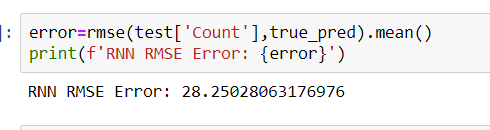 ]: error=rmse(test['Count'],true_pred).mean()
print(f'RNN RMSE Error: {error}')
RNN RMSE Error: 28.25028063176976